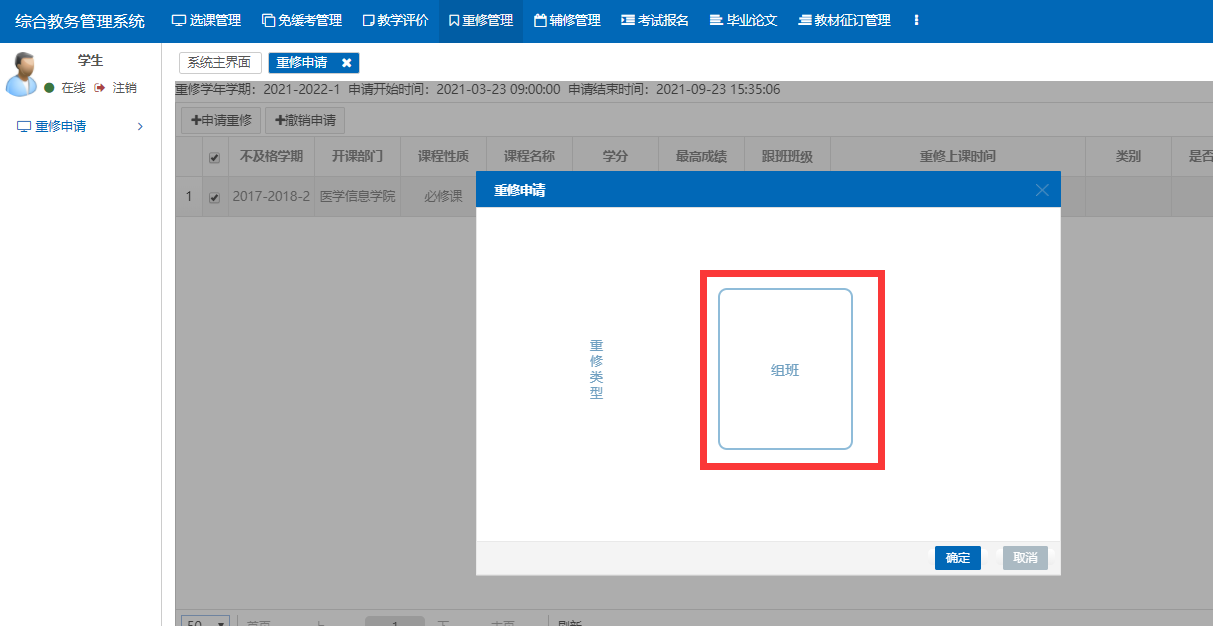 综合教务管理系统 选课管理 免缓考管理 教学评价 重修管理 辅修管理 考试报名 毕业论文 教材征订管理
学生
在线 注销
重修申请
系统主界面 重修申请
重修学年学期：2021-2022-1 申请开始时间：2021-03-23 09:00:00 申请结束时间：2021-09-23 15:35:06
申请重修 撤销申请
不及格学期 开课部门 课程性质 课程名称 学分 最高成绩 跟班班级 重修上课时间 类别 是否
1 2017-2018-2 医学信息学院 必修课
重修申请
重修类型
组班
确定 取消
50 首页 上 1 下 刷新